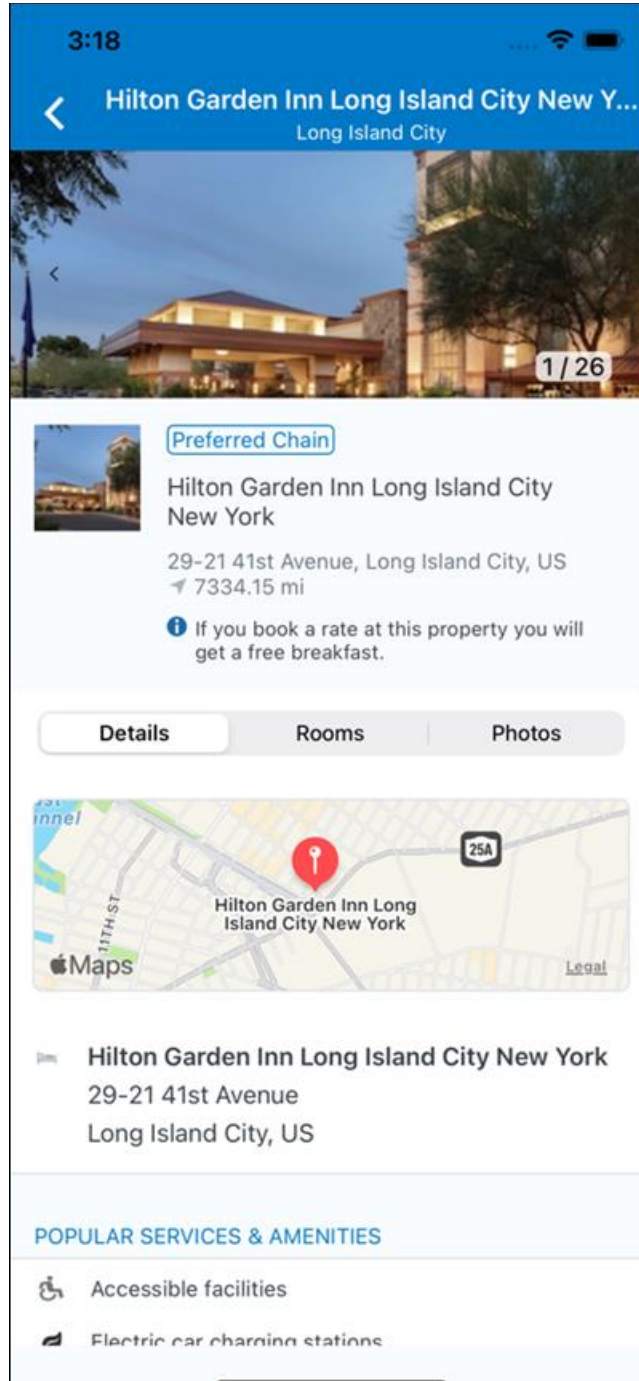 3:18
Hilton Garden Inn Long Island City New Y...
Long Island City
1 / 26
Preferred Chain
Hilton Garden Inn Long Island City
New York
29-21 41st Avenue, Long Island City, US
7334.15 mi
If you book a rate at this property you will
get a free breakfast.
Details Rooms Photos
25A
11TH ST
Hilton Garden Inn Long
Island City New York
Maps
Legal
Hilton Garden Inn Long Island City New York
29-21 41st Avenue
Long Island City, US
POPULAR SERVICES & AMENITIES
Accessible facilities
Electric car charging stations